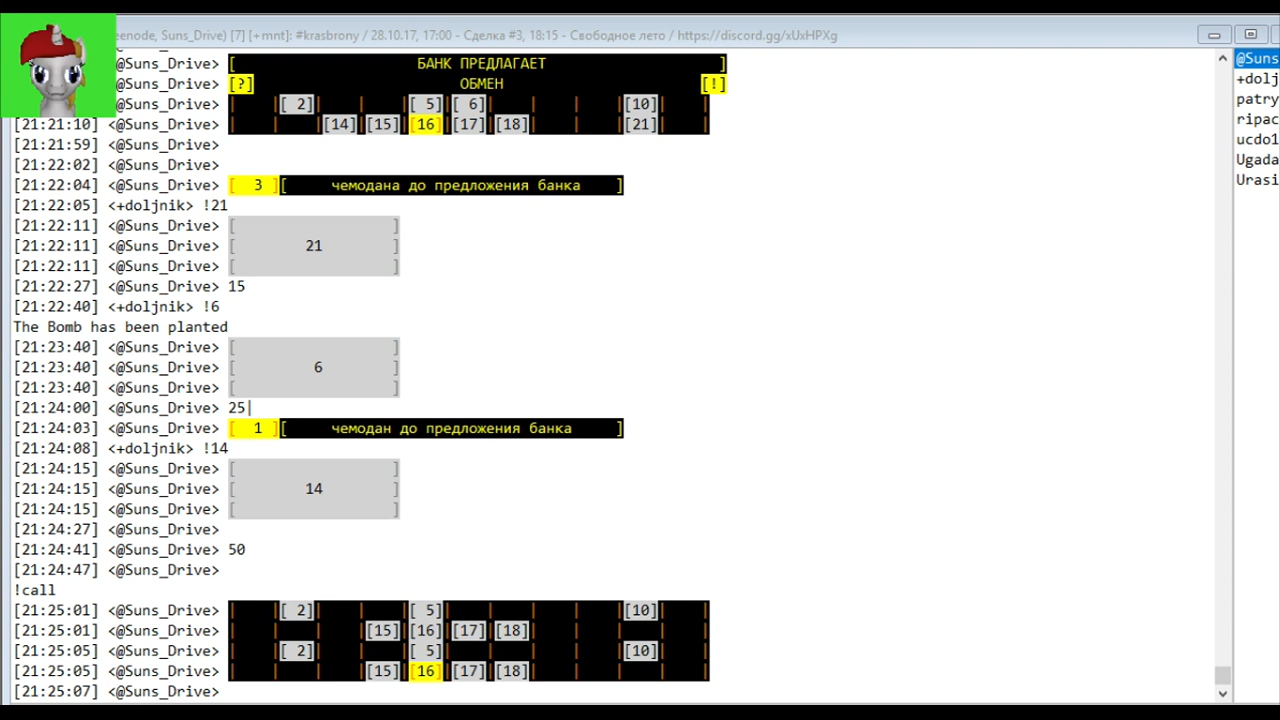 eenode, Suns_Drive) [7] [+mnt]: #krasbrony / 28.10.17, 17:00 - Сделка #3, 18:15 - Свободное лето / https://discord.gg/xUxHPXg
@Suns_Drive> [ БАНК ПРЕДЛАГАЕТ ]
@Suns_Drive> [?] ОБМЕН [!]
@Suns_Drive> | [ 2]| | |[ 5]|[ 6]| | |[10]| |
[21:21:10] <@Suns_Drive> | | |[14]|[15]|[16]|[17]|[18]| | |[21]| |
[21:21:59] <@Suns_Drive>
[21:22:02] <@Suns_Drive>
[21:22:04] <@Suns_Drive> [ 3 ][ чемодана до предложения банка ]
[21:22:05] <+doljnik> !21
[21:22:11] <@Suns_Drive> [ ]
[21:22:11] <@Suns_Drive> [ 21 ]
[21:22:11] <@Suns_Drive> [ ]
[21:22:27] <@Suns_Drive> 15
[21:22:40] <+doljnik> !6
The Bomb has been planted
[21:23:40] <@Suns_Drive> [ ]
[21:23:40] <@Suns_Drive> [ 6 ]
[21:23:40] <@Suns_Drive> [ ]
[21:24:00] <@Suns_Drive> 25|
[21:24:03] <@Suns_Drive> [ 1 ][ чемодан до предложения банка ]
[21:24:08] <+doljnik> !14
[21:24:15] <@Suns_Drive> [ ]
[21:24:15] <@Suns_Drive> [ 14 ]
[21:24:15] <@Suns_Drive> [ ]
[21:24:27] <@Suns_Drive>
[21:24:41] <@Suns_Drive> 50
[21:24:47] <@Suns_Drive>
!call
[21:25:01] <@Suns_Drive> | |[ 2]| | |[ 5]| | | | |[10]| |
[21:25:01] <@Suns_Drive> | | | |[15]|[16]|[17]|[18]| | | | |
[21:25:05] <@Suns_Drive> | |[ 2]| | |[ 5]| | | | |[10]| |
[21:25:05] <@Suns_Drive> | | | |[15]|[16]|[17]|[18]| | | | |
[21:25:07] <@Suns_Drive>
@Suns
+dolj
patry
ripac
ucdo1
Ugada
Urasi